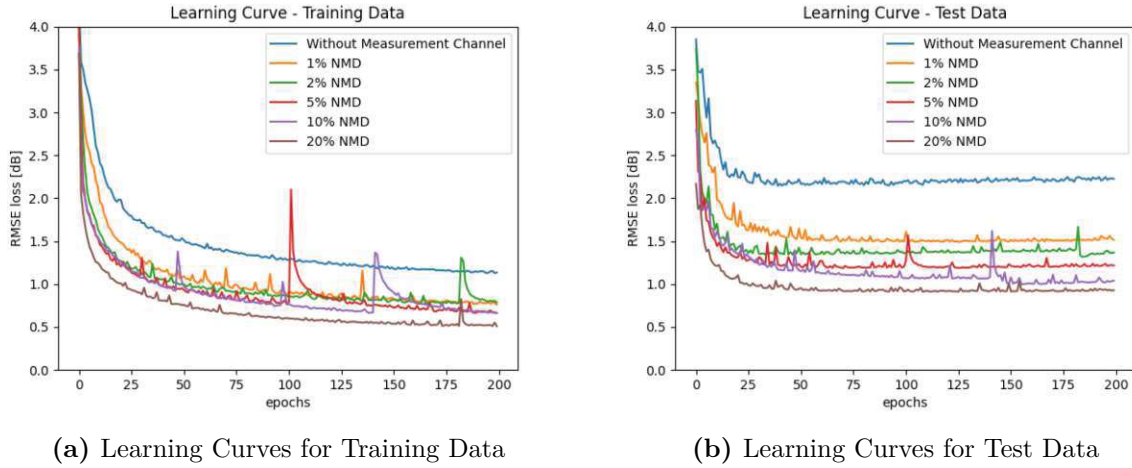 Learning Curve - Training Data
RMSE loss [dB]
4.0
3.5
3.0
2.5
2.0
1.5
1.0
0.5
0.0
Without Measurement Channel
1% NMD
2% NMD
5% NMD
10% NMD
20% NMD
0 25 50 75 100 125 150 175 200
epochs
(a) Learning Curves for Training Data
Learning Curve - Test Data
RMSE loss [dB]
4.0
3.5
3.0
2.5
2.0
1.5
1.0
0.5
0.0
Without Measurement Channel
1% NMD
2% NMD
5% NMD
10% NMD
20% NMD
0 25 50 75 100 125 150 175 200
epochs
(b) Learning Curves for Test Data